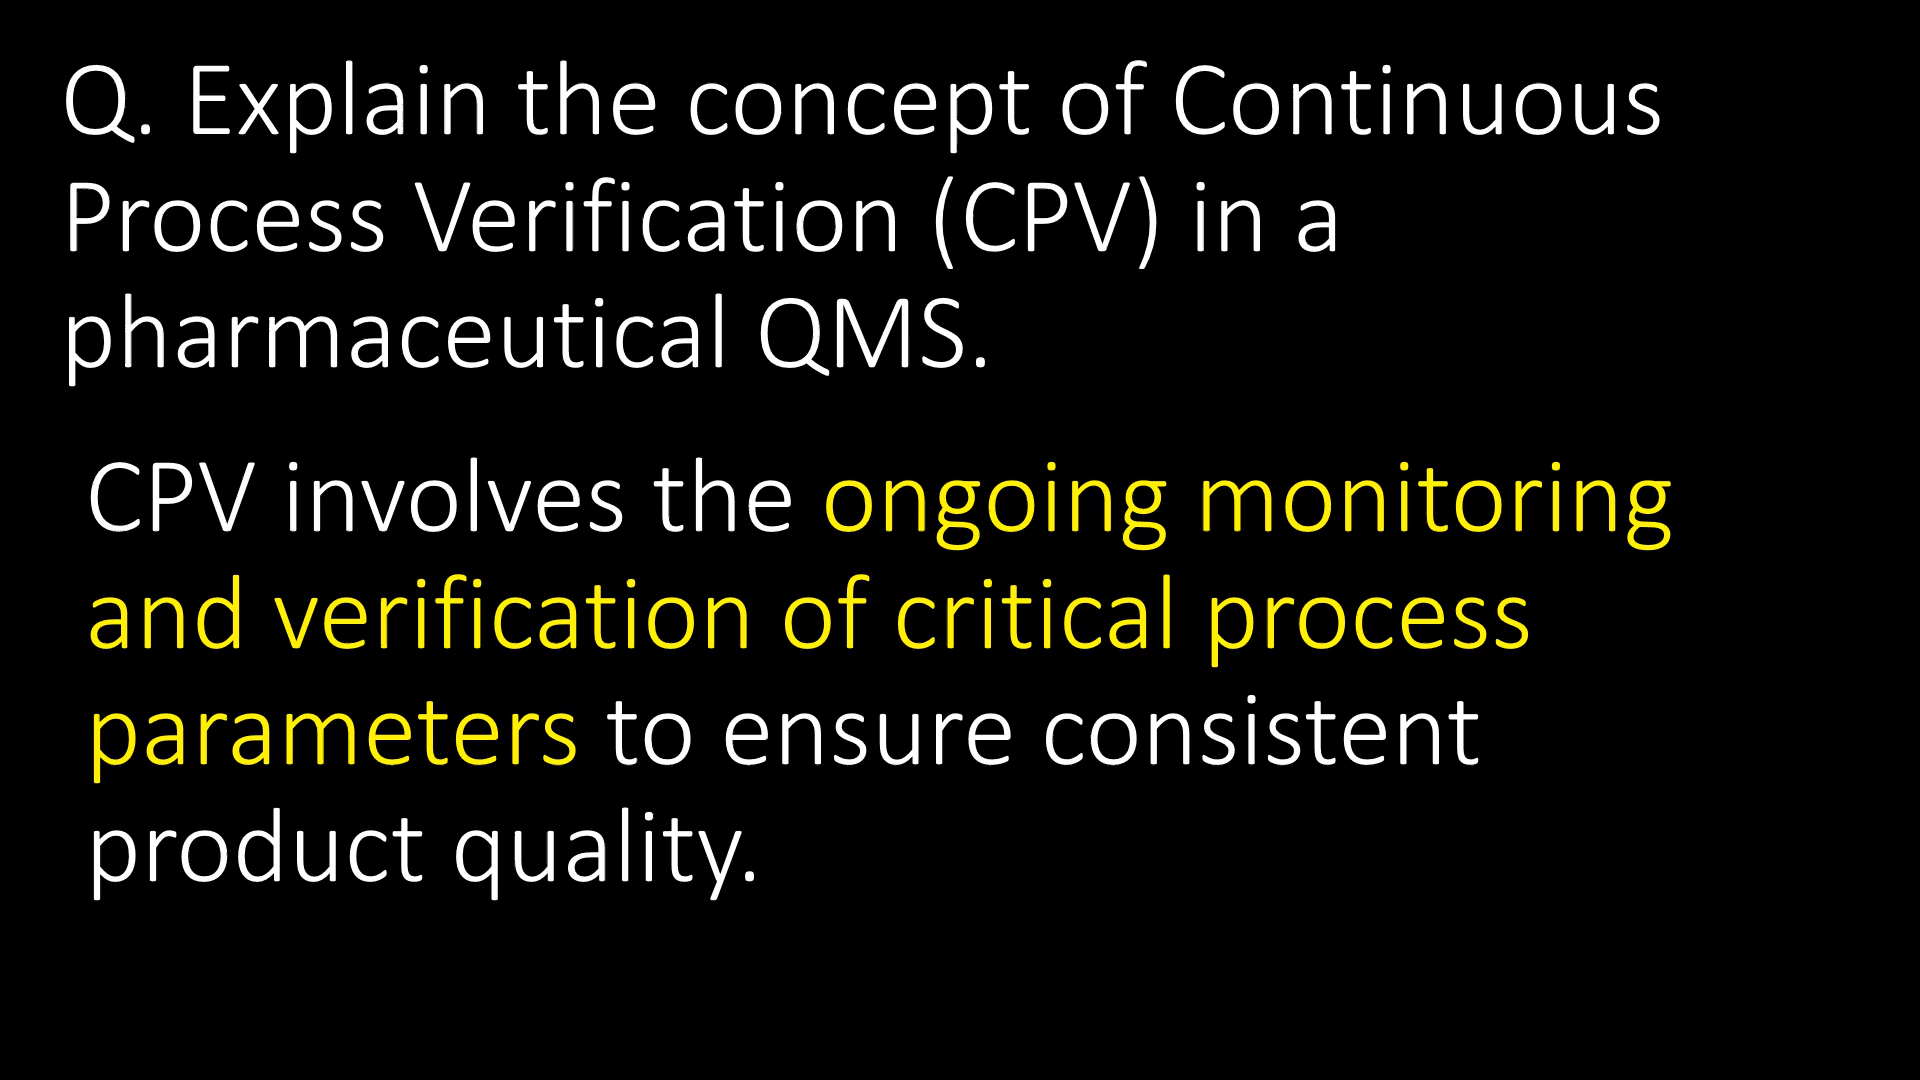 Q. Explain the concept of Continuous
Process Verification (CPV) in a
pharmaceutical QMS.
CPV involves the ongoing monitoring
and verification of critical process
parameters to ensure consistent
product quality.